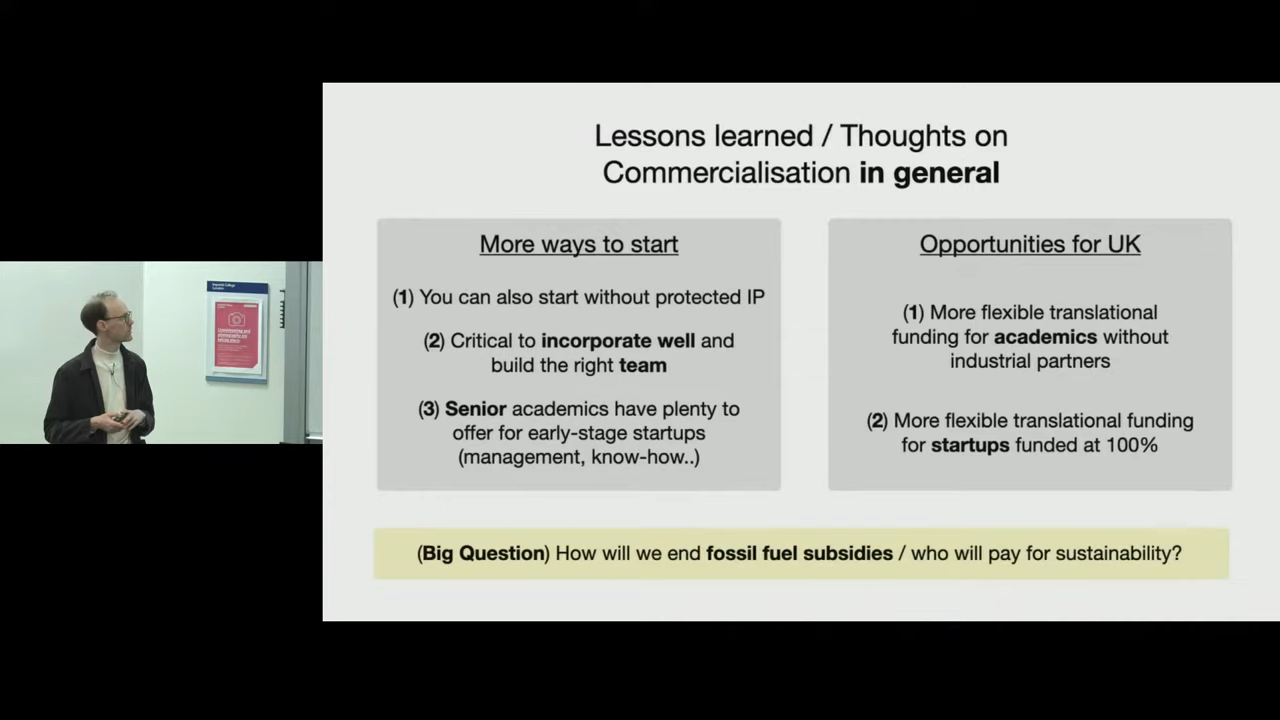 Lessons learned / Thoughts on
Commercialisation in general
More ways to start
(1) You can also start without protected IP
(2) Critical to incorporate well and
build the right team
(3) Senior academics have plenty to
offer for early-stage startups
(management, know-how..)
Opportunities for UK
(1) More flexible translational
funding for academics without
industrial partners
(2) More flexible translational funding
for startups funded at 100%
(Big Question) How will we end fossil fuel subsidies / who will pay for sustainability?
Imperial College
London